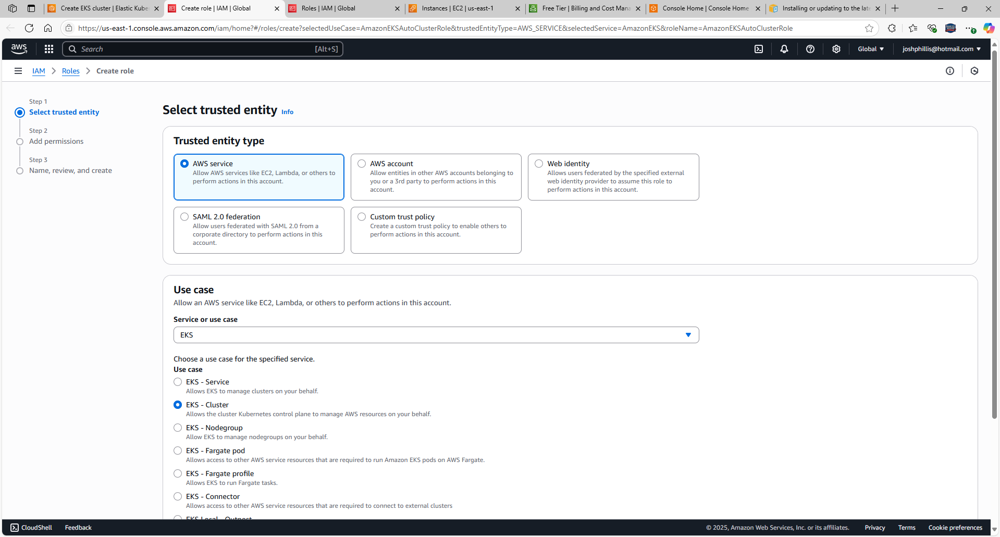 Create EKS cluster | Elastic Kube
Create role | IAM | Global
Roles | IAM | Global
Instances | EC2 | us-east-1
Free Tier | Billing and Cost Mana
Console Home | Console Home
Installing or updating to the late
https://us-east-1.console.aws.amazon.com/iam/home?#/roles/create?selectedUseCase=AmazonEKSAutoClusterRole&trustedEntityType=AWS_SERVICE&selectedService=AmazonEKS&roleName=AmazonEKSAutoClusterRole
aws
Search
[Alt+S]
Global
joshphillis@hotmail.com
IAM
Roles
Create role
Step 1
Select trusted entity
Step 2
Add permissions
Step 3
Name, review, and create
Select trusted entity Info
Trusted entity type
AWS service
Allow AWS services like EC2, Lambda, or others to
perform actions in this account.
AWS account
Allow entities in other AWS accounts belonging to
you or a 3rd party to perform actions in this
account.
Web identity
Allows users federated by the specified external
web identity provider to assume this role to
perform actions in this account.
SAML 2.0 federation
Allow users federated with SAML 2.0 from a
corporate directory to perform actions in this
account.
Custom trust policy
Create a custom trust policy to enable others to
perform actions in this account.
Use case
Allow an AWS service like EC2, Lambda, or others to perform actions in this account.
Service or use case
EKS
Choose a use case for the specified service.
Use case
EKS - Service
Allows EKS to manage clusters on your behalf.
EKS - Cluster
Allows the cluster Kubernetes control plane to manage AWS resources on your behalf.
EKS - Nodegroup
Allow EKS to manage nodegroups on your behalf.
EKS - Fargate pod
Allows access to other AWS service resources that are required to run Amazon EKS pods on AWS Fargate.
EKS - Fargate profile
Allows EKS to run Fargate tasks.
EKS - Connector
Allows access to other AWS service resources that are required to connect to external clusters
EKS Local - Outpost
CloudShell
Feedback
© 2025, Amazon Web Services, Inc. or its affiliates.
Privacy
Terms
Cookie preferences